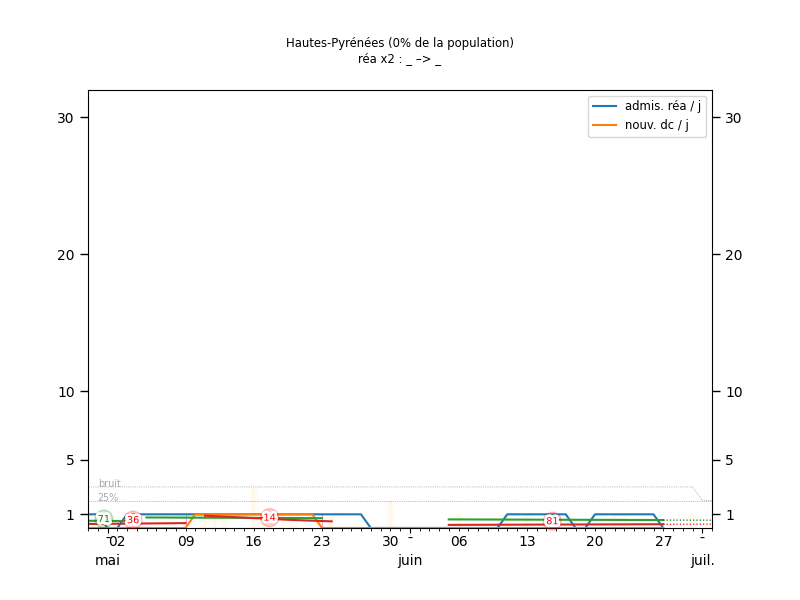 Hautes-Pyrénées (0% de la population)
réa x2 : _ –> _
admis. réa / j
nouv. dc / j
30 30
20 20
10 10
5 5
bruit
25%
1 1
71 36 14 81
02 09 16 23 30 - 06 13 20 27 -
mai juin juil.